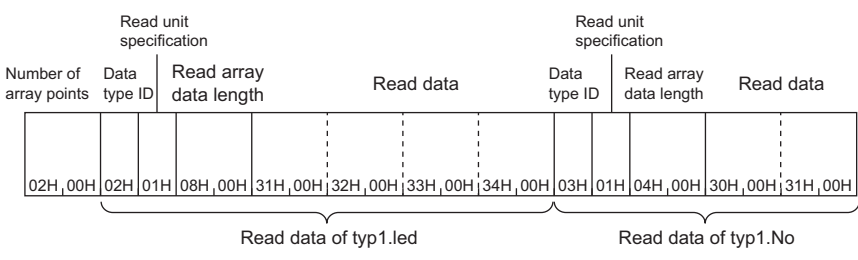 Read unit
specification
Read unit
specification
Number of
array points
Data
type ID
Read array
data length
Read data
Data
type ID
Read array
data length
Read data
02H 00H 02H 01H 08H 00H 31H 00H 32H 00H 33H 00H 34H 00H 03H 01H 04H 00H 30H 00H 31H 00H
Read data of typ1.led
Read data of typ1.No